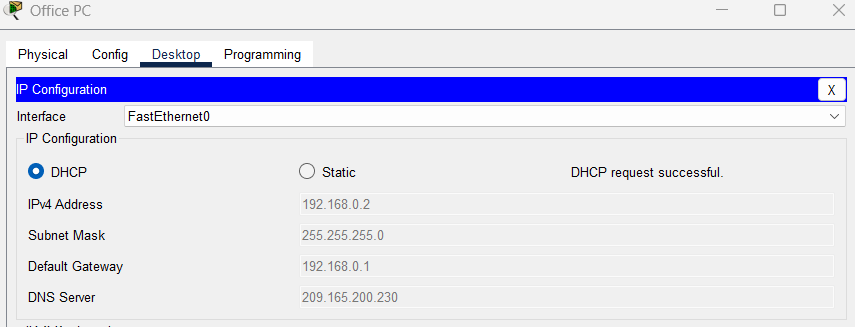 Office PC
Physical Config Desktop Programming
IP Configuration X
Interface FastEthernet0
IP Configuration
DHCP Static DHCP request successful.
IPv4 Address 192.168.0.2
Subnet Mask 255.255.255.0
Default Gateway 192.168.0.1
DNS Server 209.165.200.230